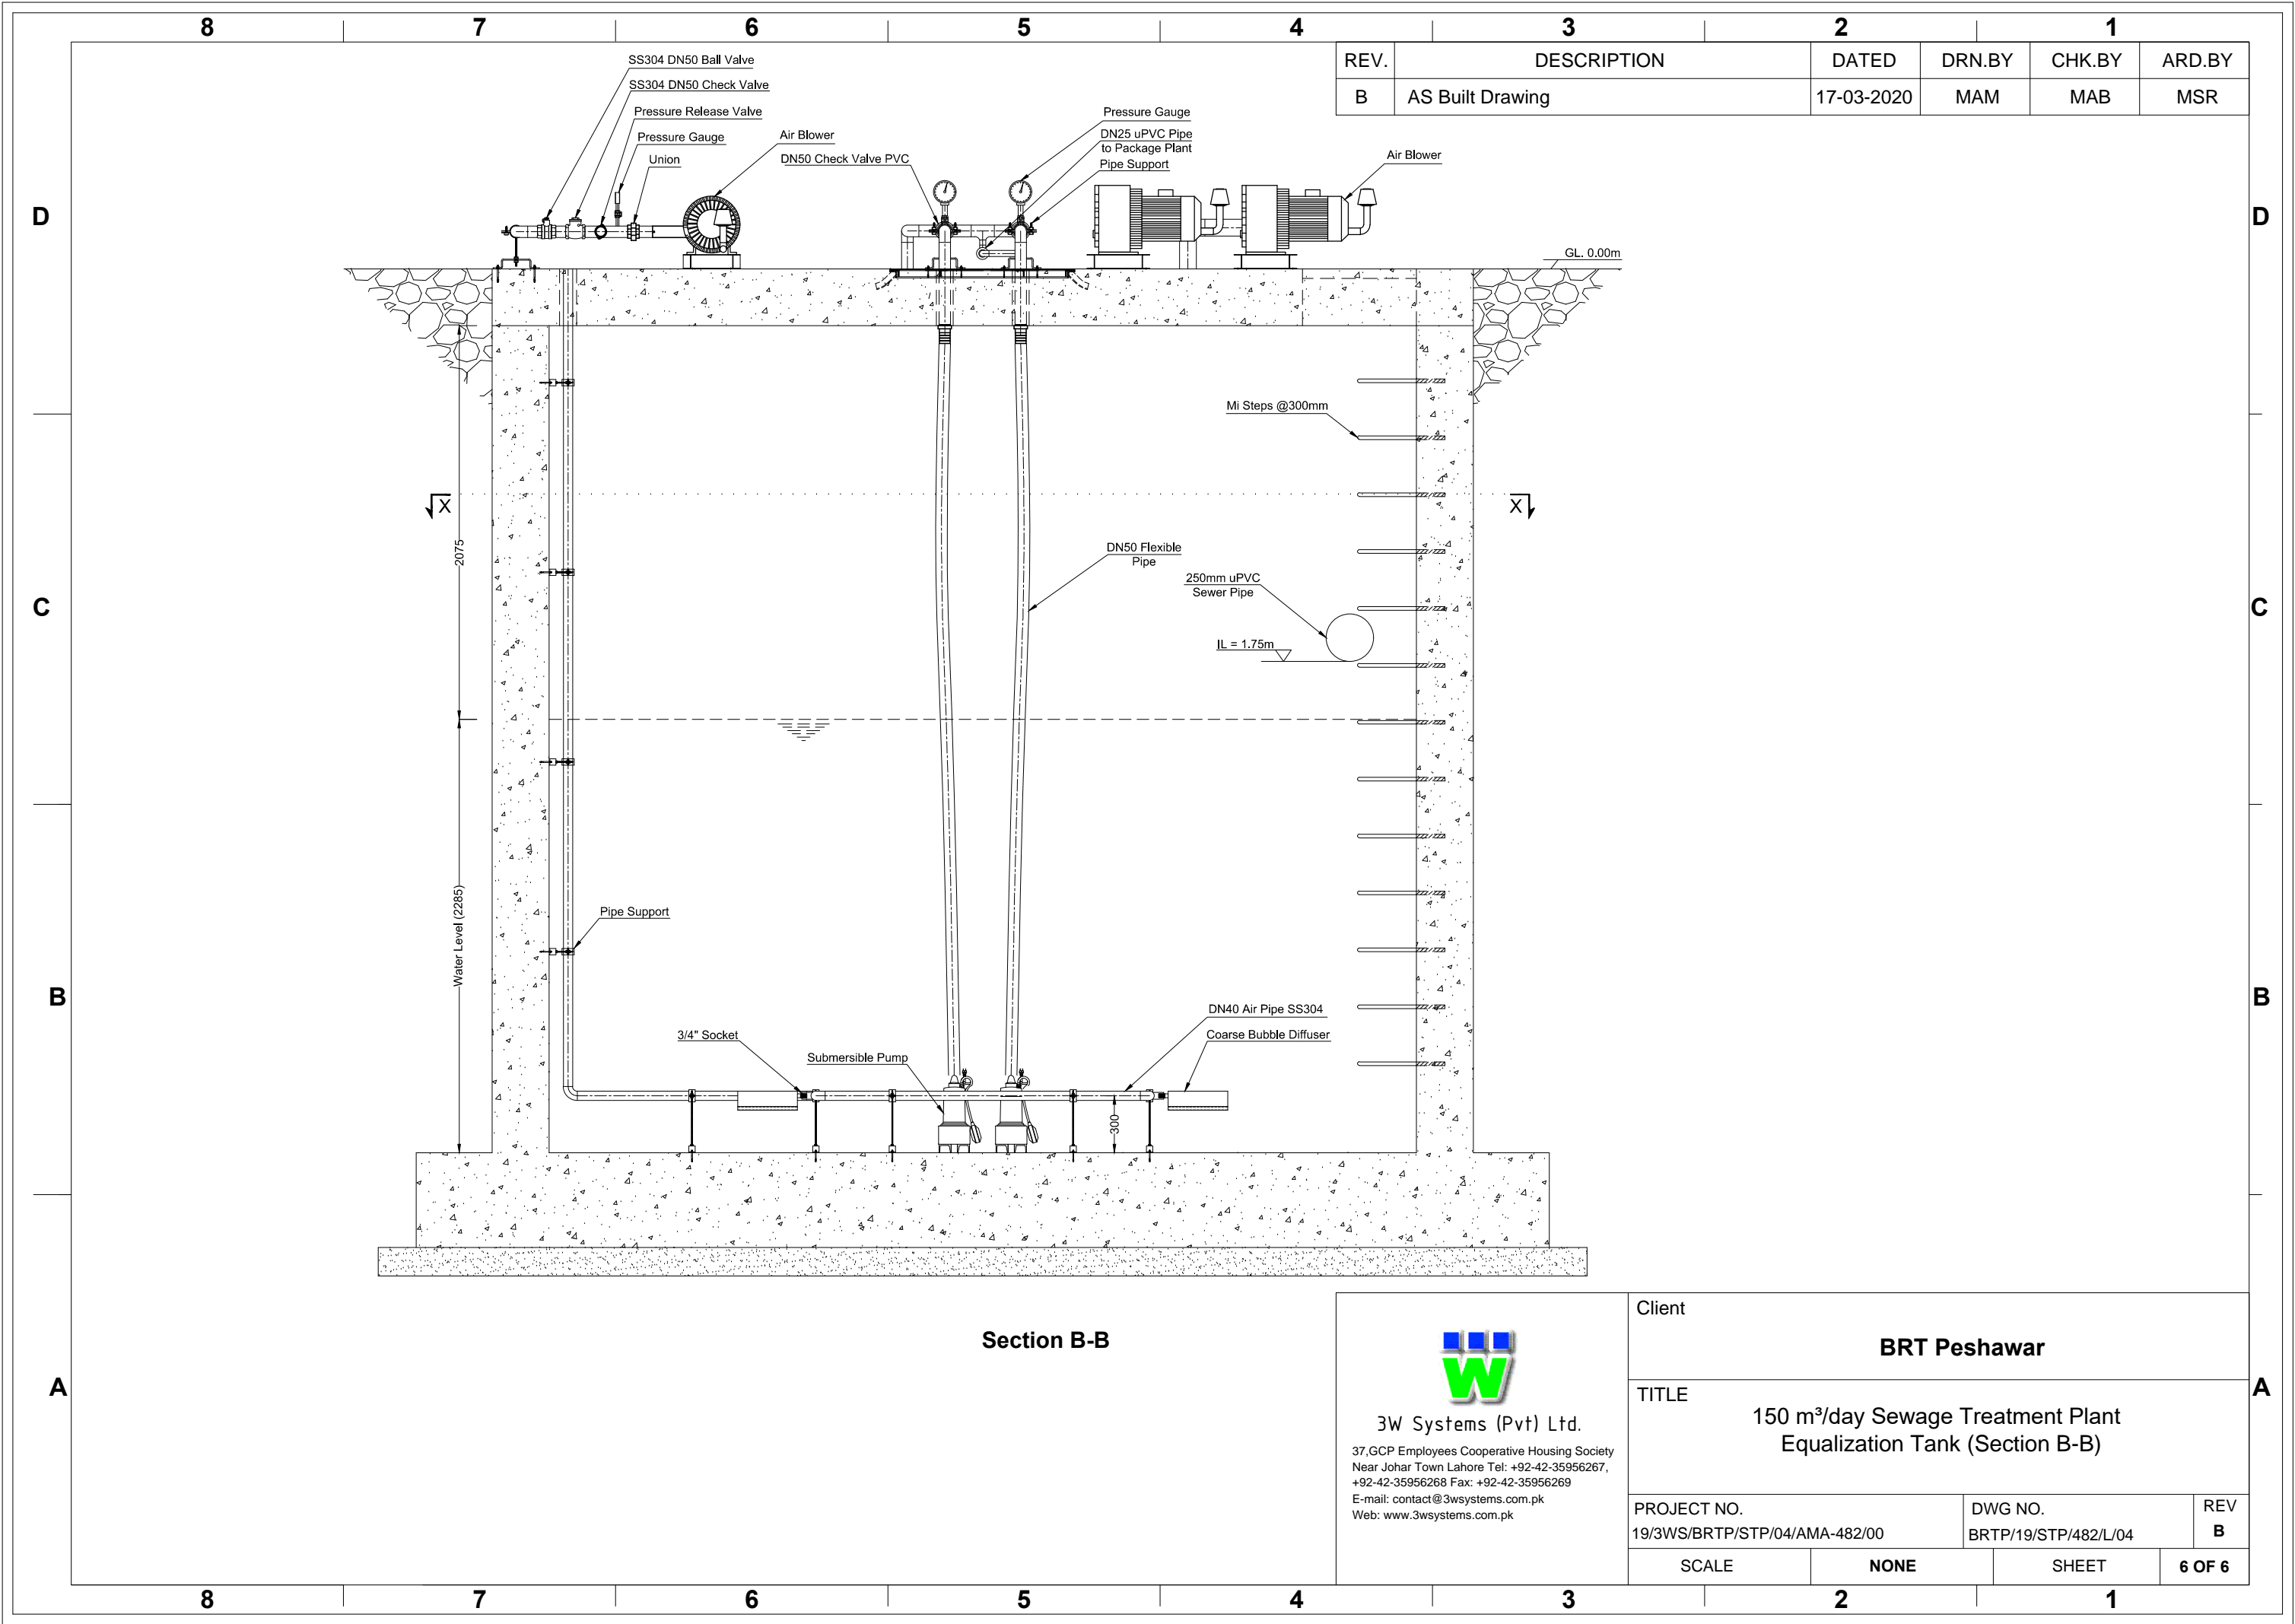 8 7 6 5 4 3 2 1
REV. DESCRIPTION DATED DRN.BY CHK.BY ARD.BY
B AS Built Drawing 17-03-2020 MAM MAB MSR
SS304 DN50 Ball Valve
SS304 DN50 Check Valve
Pressure Release Valve
Pressure Gauge
Union
Air Blower
DN50 Check Valve PVC
Pressure Gauge
DN25 uPVC Pipe
to Package Plant
Pipe Support
Air Blower
D D
GL. 0.00m
Mi Steps @300mm
X X
2075
DN50 Flexible
Pipe
250mm uPVC
Sewer Pipe
C C
IL = 1.75m
Water Level (2285)
Pipe Support
B B
DN40 Air Pipe SS304
3/4" Socket
Coarse Bubble Diffuser
Submersible Pump
300
Section B-B
A A
3W Systems (Pvt) Ltd.
37,GCP Employees Cooperative Housing Society
Near Johar Town Lahore Tel: +92-42-35956267,
+92-42-35956268 Fax: +92-42-35956269
E-mail: contact@3wsystems.com.pk
Web: www.3wsystems.com.pk
Client
BRT Peshawar
TITLE
150 m³/day Sewage Treatment Plant
Equalization Tank (Section B-B)
PROJECT NO. DWG NO. REV
19/3WS/BRTP/STP/04/AMA-482/00 BRTP/19/STP/482/L/04 B
SCALE NONE SHEET 6 OF 6
8 7 6 5 4 3 2 1